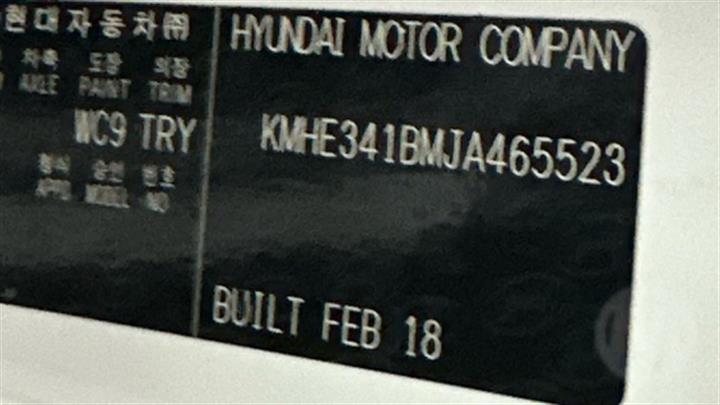 현대자동차㈜
차축 도장 의장
AXLE PAINT TRIM
WC9 TRY
형식 승인 번호
APPD MODEL NO
HYUNDAI MOTOR COMPANY
KMHE341BMJA465523
BUILT FEB 18